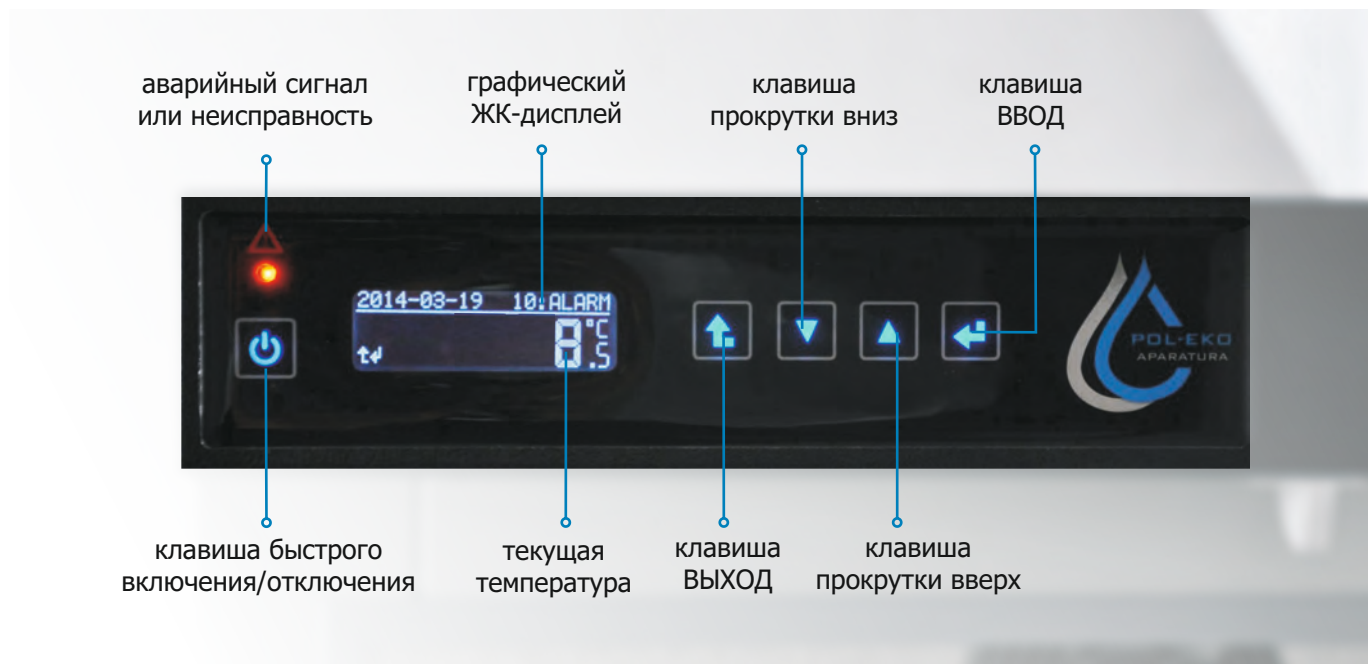 аварийный сигнал
или неисправность
графический
ЖК-дисплей
клавиша
прокрутки вниз
клавиша
ВВОД
2014-03-19 10:ALARM
8.5 °C
POL-EKO
APARATURA
клавиша быстрого
включения/отключения
текущая
температура
клавиша
ВЫХОД
клавиша
прокрутки вверх